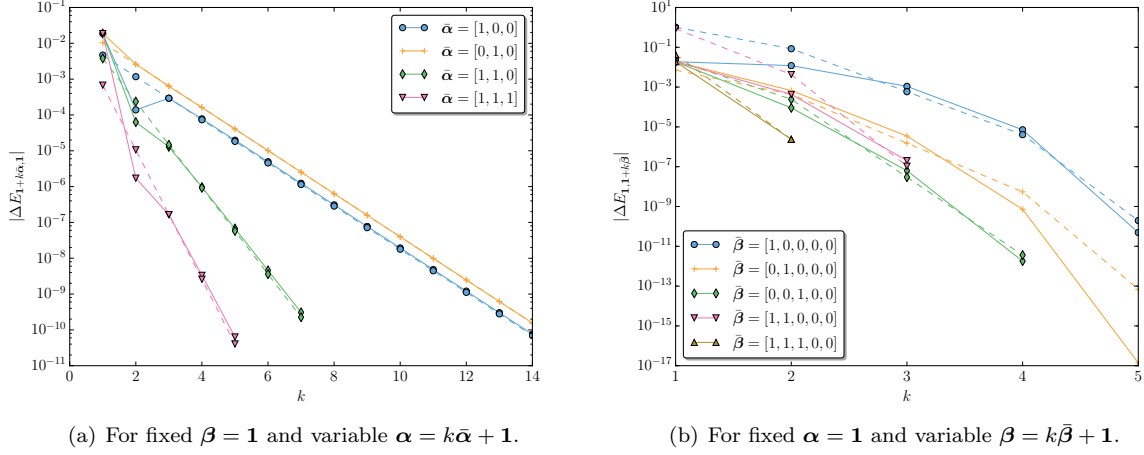 10^0
10^{-1}
10^{-2}
10^{-3}
10^{-4}
10^{-5}
10^{-6}
10^{-7}
10^{-8}
10^{-9}
10^{-10}
10^{-11}
|ΔE_{1+kᾱ,1}|
0 2 4 6 8 10 12 14
k
ᾱ = [1, 0, 0]
ᾱ = [0, 1, 0]
ᾱ = [1, 1, 0]
ᾱ = [1, 1, 1]
(a) For fixed β = 1 and variable α = kᾱ + 1.
10^1
10^{-1}
10^{-3}
10^{-5}
10^{-7}
10^{-9}
10^{-11}
10^{-13}
10^{-15}
10^{-17}
|ΔE_{1,1+kβ̄}|
1 2 3 4 5
k
β̄ = [1, 0, 0, 0, 0]
β̄ = [0, 1, 0, 0, 0]
β̄ = [0, 0, 1, 0, 0]
β̄ = [1, 1, 0, 0, 0]
β̄ = [1, 1, 1, 0, 0]
(b) For fixed α = 1 and variable β = kβ̄ + 1.